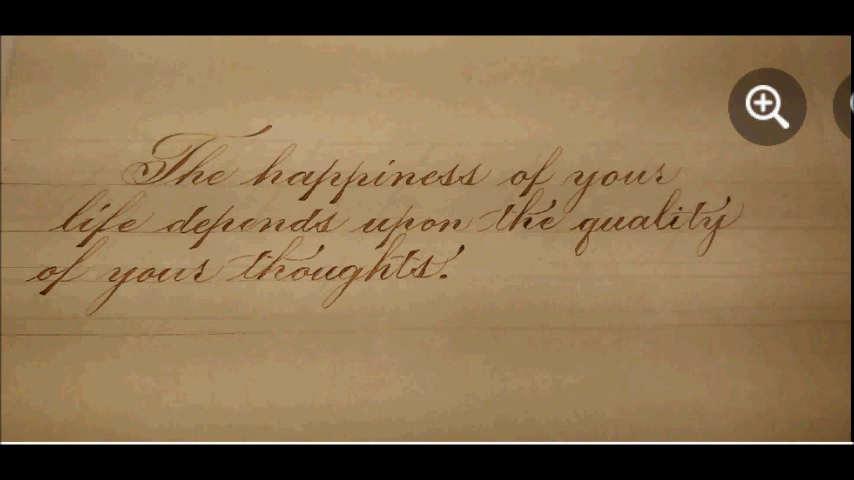 The happiness of your
life depends upon the quality
of your thoughts.